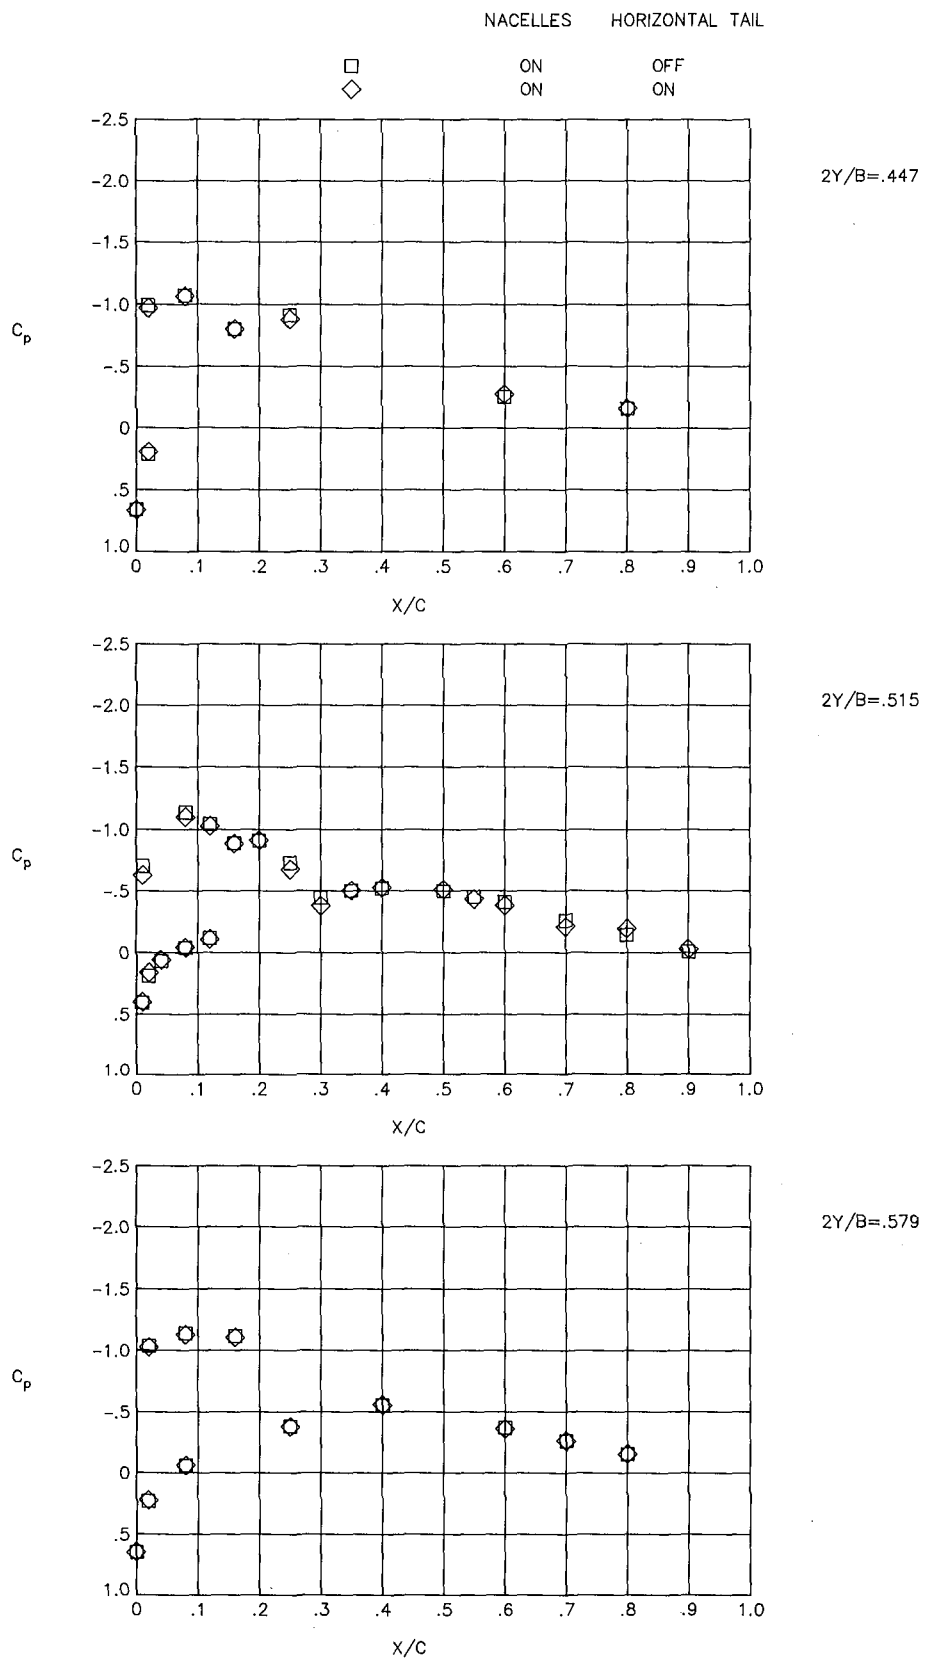 NACELLES HORIZONTAL TAIL
ON OFF
ON ON
-2.5
-2.0
2Y/B=.447
-1.5
-1.0
Cp
-.5
0
.5
1.0
0 .1 .2 .3 .4 .5 .6 .7 .8 .9 1.0
X/C
-2.5
-2.0
2Y/B=.515
-1.5
-1.0
Cp
-.5
0
.5
1.0
0 .1 .2 .3 .4 .5 .6 .7 .8 .9 1.0
X/C
-2.5
-2.0
2Y/B=.579
-1.5
-1.0
Cp
-.5
0
.5
1.0
0 .1 .2 .3 .4 .5 .6 .7 .8 .9 1.0
X/C